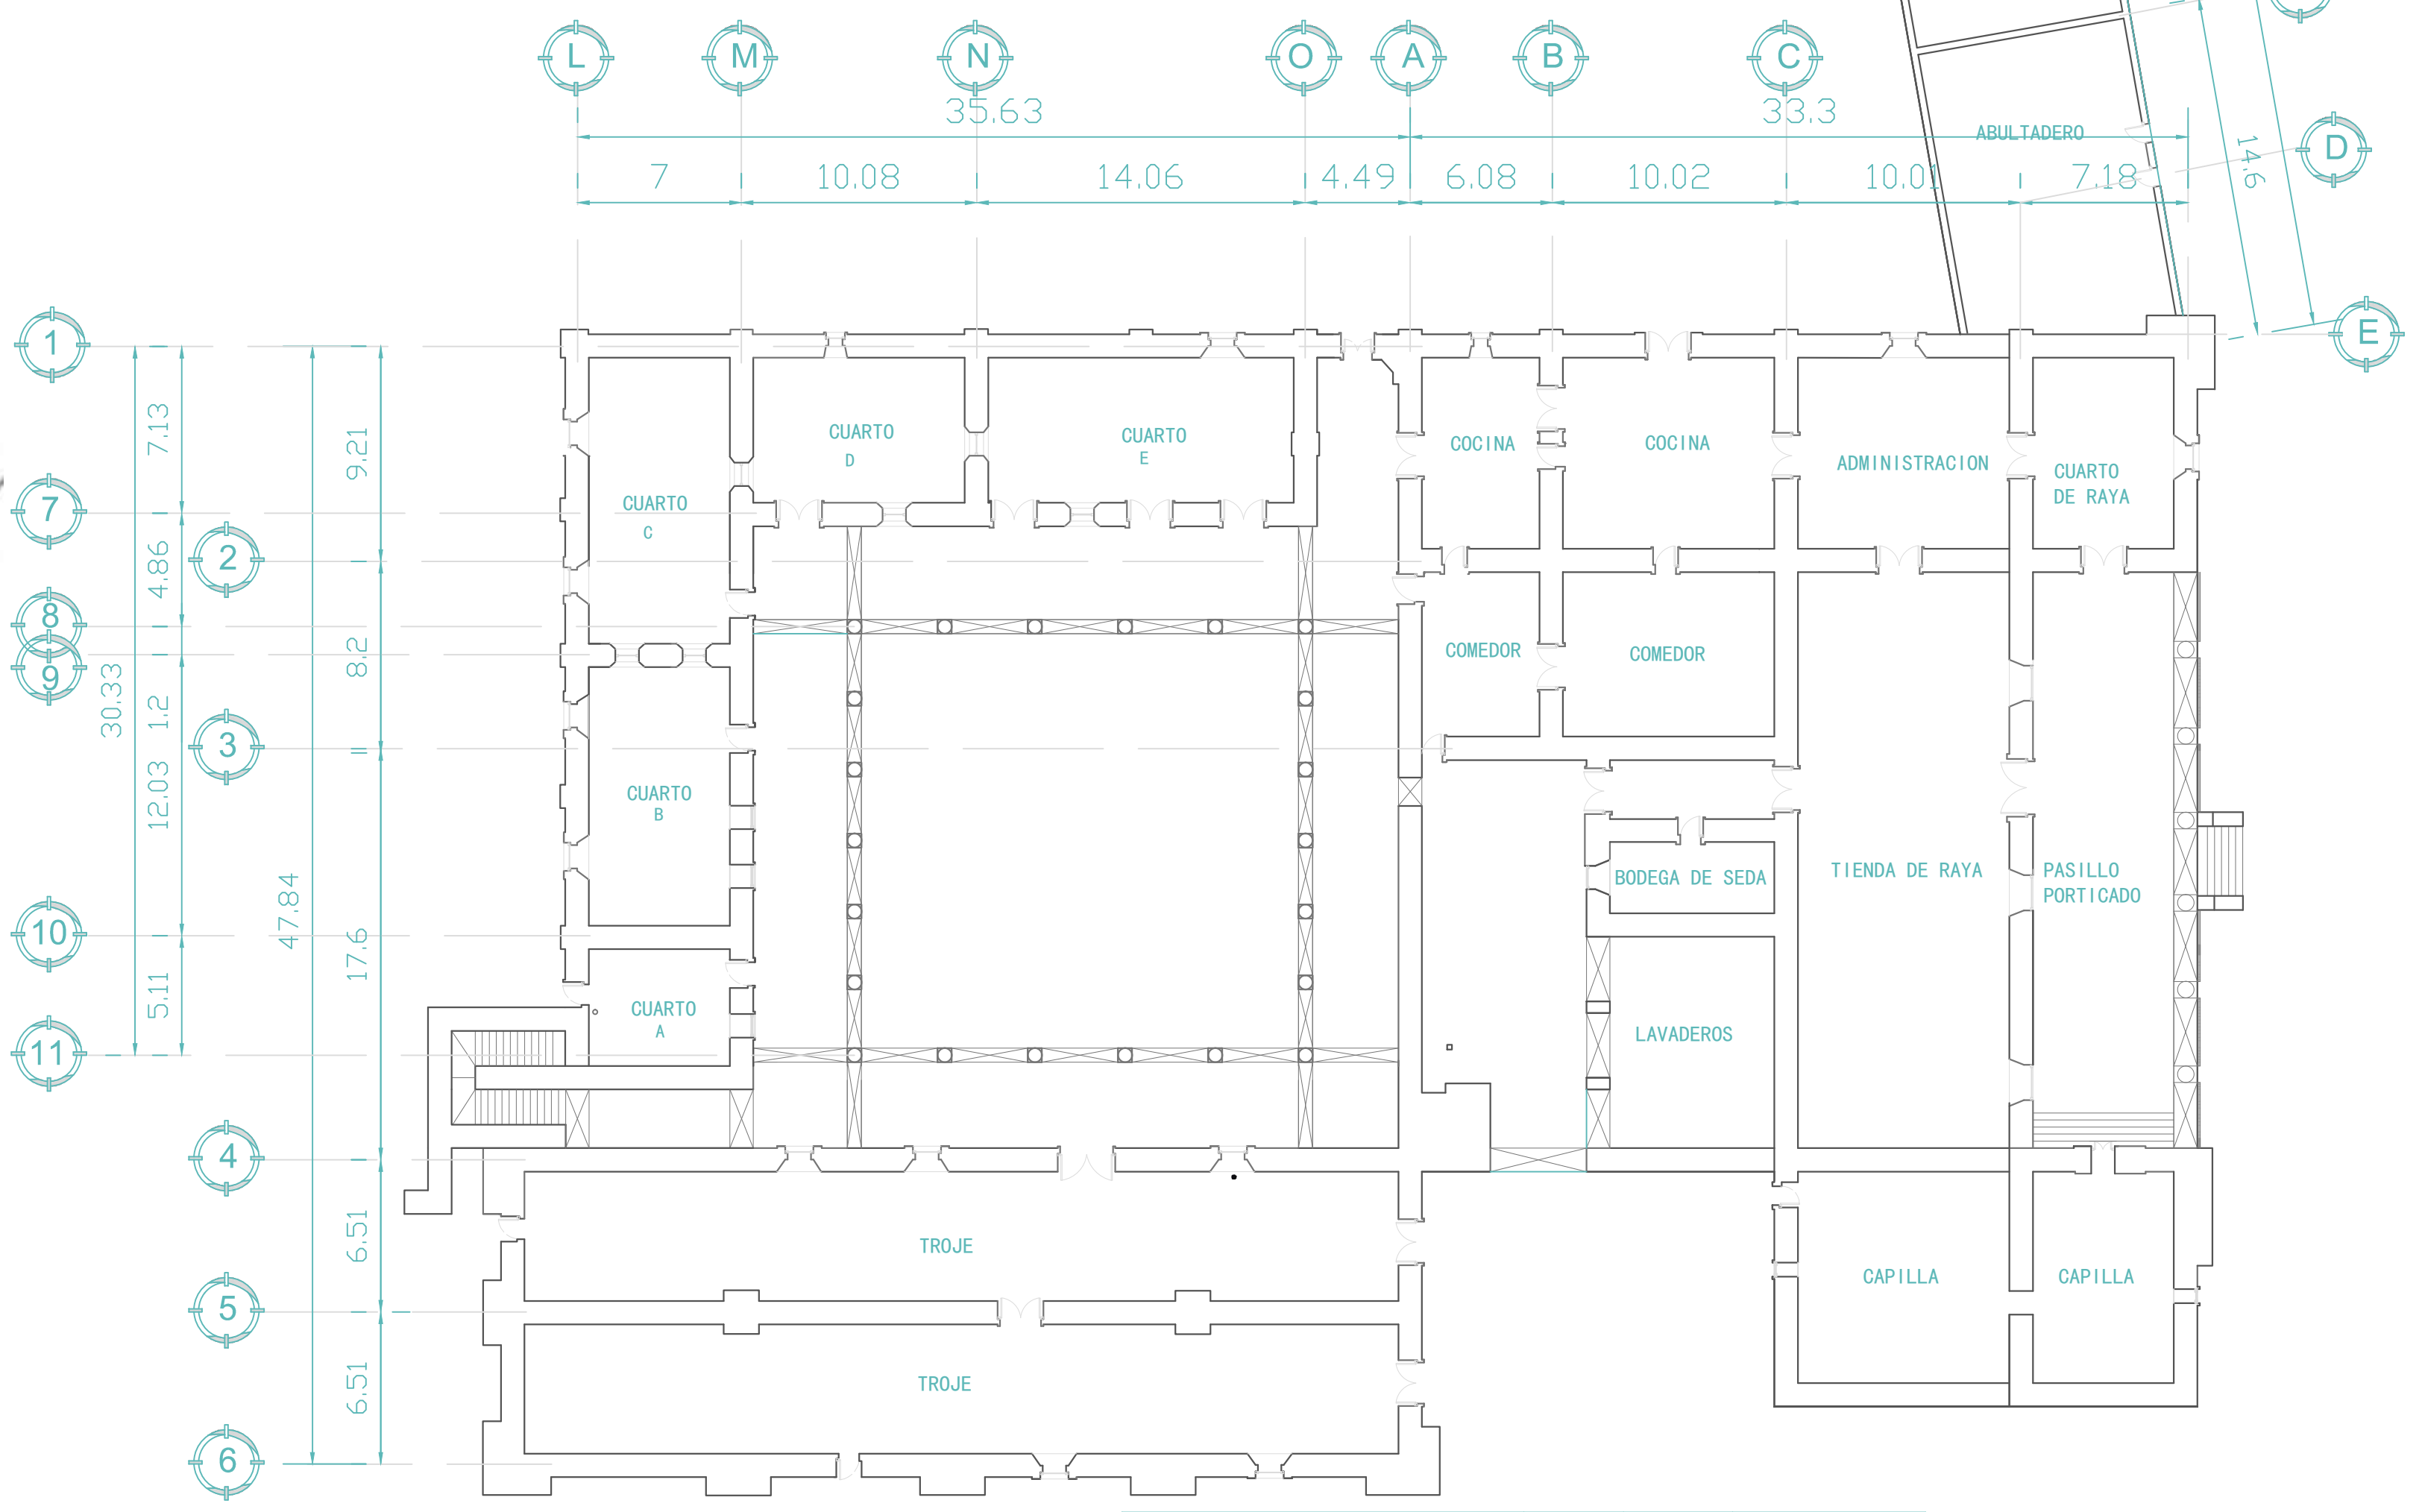 L M N O A B C
35.63 33.3
ABULTADERO
7 10.08 14.06 4.49 6.08 10.02 10.01 7.18
14.6
D
E
1
7
2
8
9
3
10
11
4
5
6
7.13
4.86
1.2
12.03
5.11
30.33
9.21
8.2
17.6
6.51
6.51
47.84
CUARTO
C
CUARTO
D
CUARTO
E
COCINA
COCINA
ADMINISTRACION
CUARTO
DE RAYA
COMEDOR
COMEDOR
CUARTO
B
BODEGA DE SEDA
TIENDA DE RAYA
PASILLO
PORTICADO
CUARTO
A
LAVADEROS
TROJE
CAPILLA
CAPILLA
TROJE